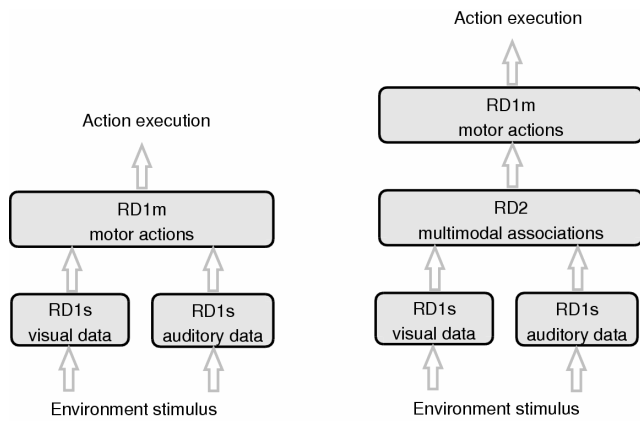 Action execution
RD1m
motor actions
RD1s
visual data
RD1s
auditory data
Environment stimulus
Action execution
RD1m
motor actions
RD2
multimodal associations
RD1s
visual data
RD1s
auditory data
Environment stimulus